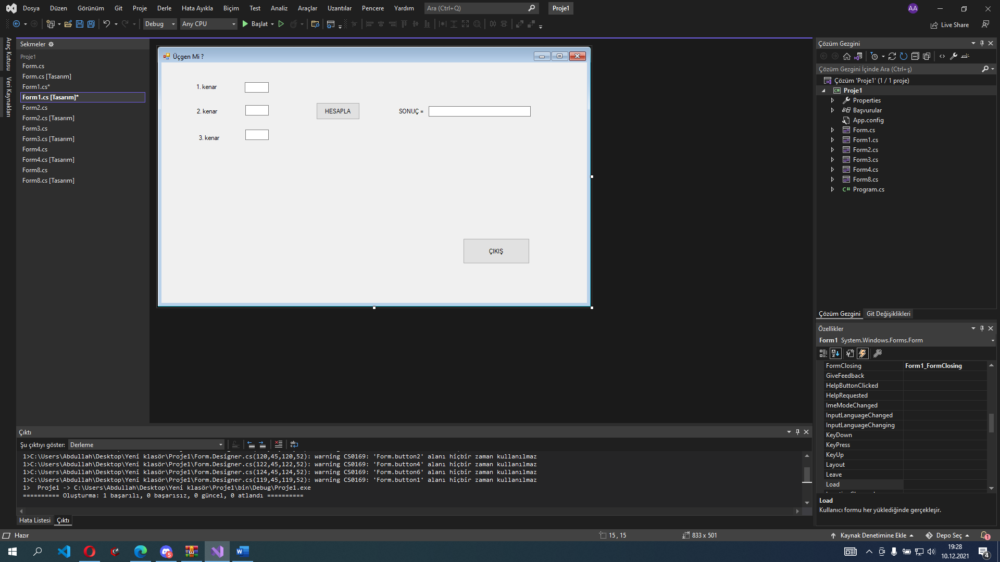 Dosya Düzen Görünüm Git Proje Derle Hata Ayıkla Biçim Test Analiz Araçlar Uzantılar Pencere Yardım Ara (Ctrl+Q) Proje1 AA
Debug Any CPU Başlat Live Share
Araç Kutusu
Veri Kaynakları
Sekmeler
Proje1
Form.cs
Form.cs [Tasarım]
Form1.cs*
Form1.cs [Tasarım]*
Form2.cs
Form2.cs [Tasarım]
Form3.cs
Form3.cs [Tasarım]
Form4.cs
Form4.cs [Tasarım]
Form8.cs
Form8.cs [Tasarım]
Üçgen Mi ?
1. kenar
2. kenar
HESAPLA
SONUÇ =
3. kenar
ÇIKIŞ
Çözüm Gezgini
Çözüm Gezgini İçinde Ara (Ctrl+ş)
Çözüm 'Proje1' (1 / 1 proje)
Proje1
Properties
Başvurular
App.config
Form.cs
Form1.cs
Form2.cs
Form3.cs
Form4.cs
Form8.cs
C# Program.cs
Çözüm Gezgini Git Değişiklikleri
Özellikler
Form1 System.Windows.Forms.Form
FormClosing Form1_FormClosing
GiveFeedback
HelpButtonClicked
HelpRequested
ImeModeChanged
InputLanguageChanged
InputLanguageChanging
KeyDown
KeyPress
KeyUp
Layout
Leave
Load
Load
Kullanıcı formu her yüklediğinde gerçekleşir.
Çıktı
Şu çıktıyı göster: Derleme
1>C:\Users\Abdullah\Desktop\Yeni klasör\Proje1\Form.Designer.cs(120,45,120,52): warning CS0169: 'Form.button2' alanı hiçbir zaman kullanılmaz
1>C:\Users\Abdullah\Desktop\Yeni klasör\Proje1\Form.Designer.cs(122,45,122,52): warning CS0169: 'Form.button4' alanı hiçbir zaman kullanılmaz
1>C:\Users\Abdullah\Desktop\Yeni klasör\Proje1\Form.Designer.cs(124,45,124,52): warning CS0169: 'Form.button6' alanı hiçbir zaman kullanılmaz
1>C:\Users\Abdullah\Desktop\Yeni klasör\Proje1\Form.Designer.cs(119,45,119,52): warning CS0169: 'Form.button1' alanı hiçbir zaman kullanılmaz
1>  Proje1 -> C:\Users\Abdullah\Desktop\Yeni klasör\Proje1\bin\Debug\Proje1.exe
========== Oluşturma: 1 başarılı, 0 başarısız, 0 güncel, 0 atlandı ==========
Hata Listesi Çıktı
Hazır 15 , 15 833 x 501 Kaynak Denetimine Ekle Depo Seç 1
5
19:28
10.12.2021
4